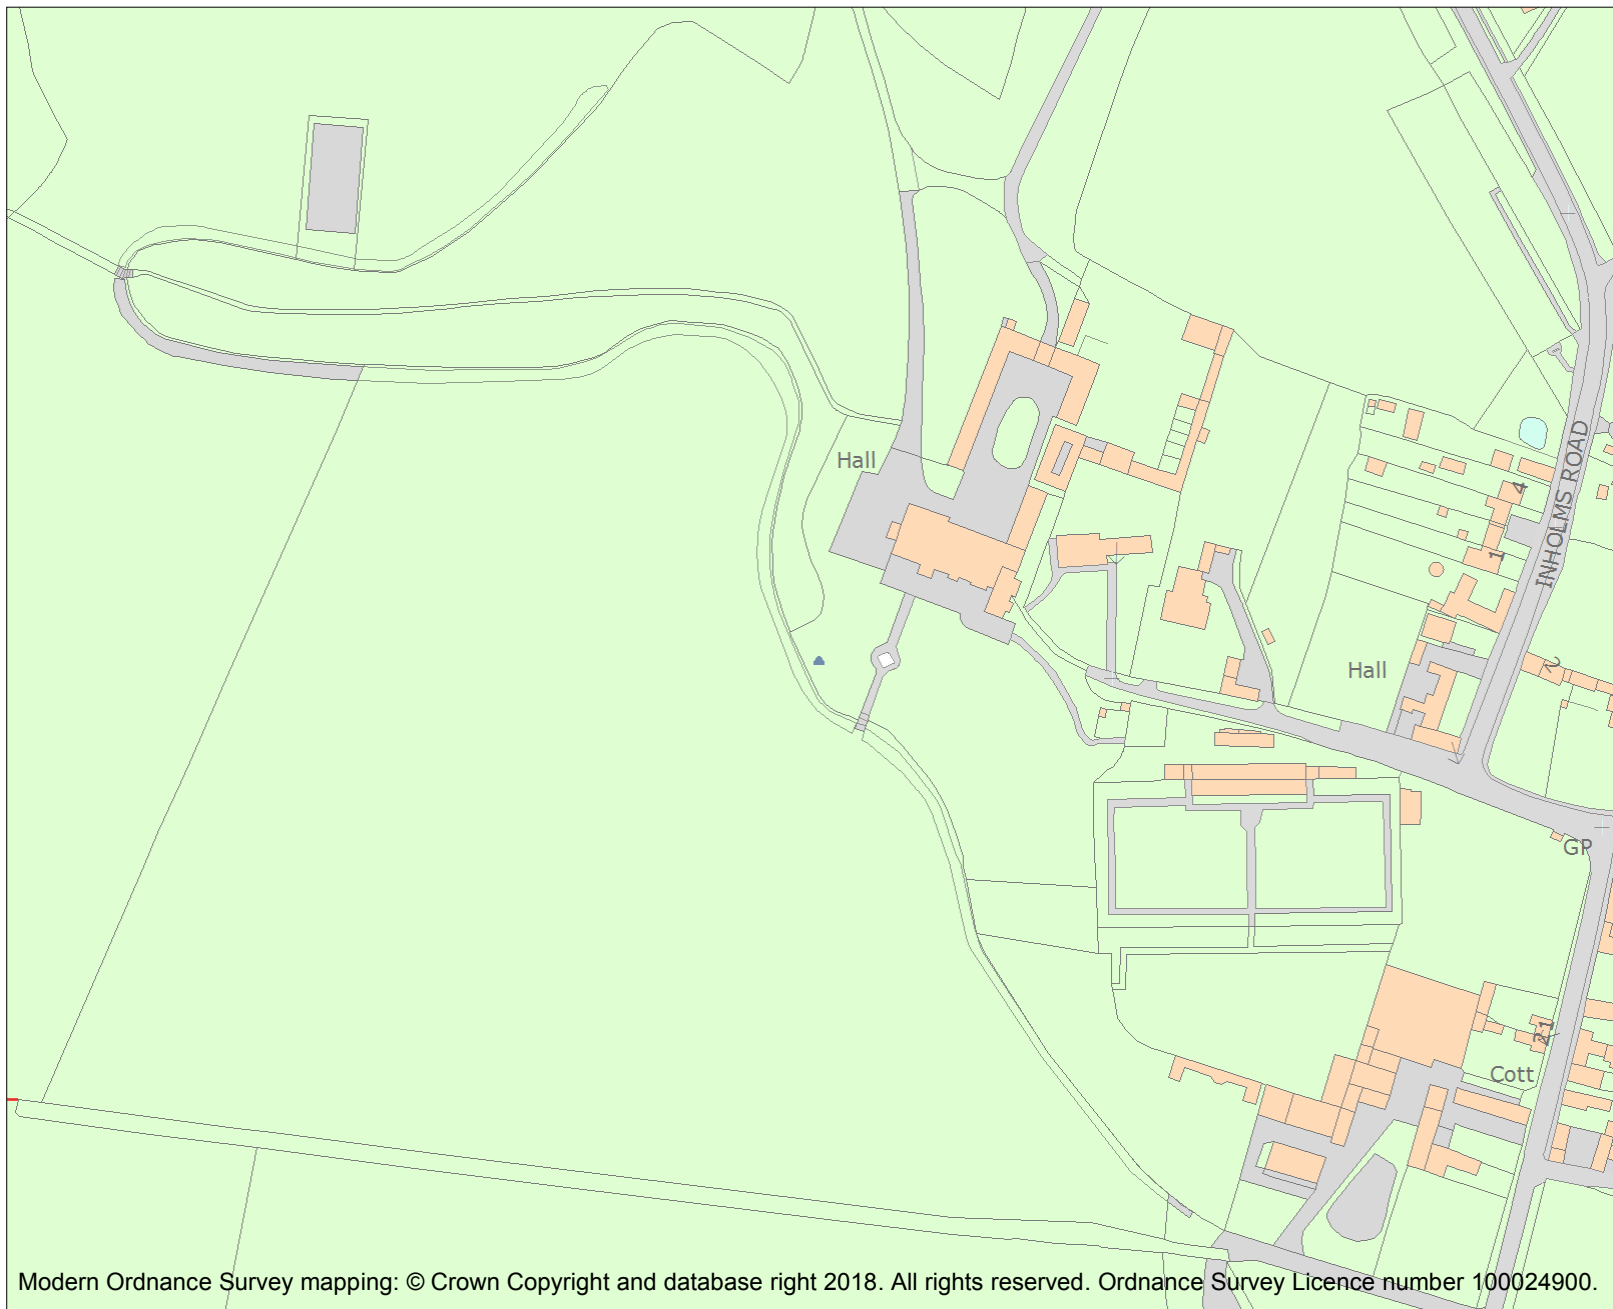 Hall
4
INHOLMS ROAD
1
Hall
2
GP
21
Cott
Modern Ordnance Survey mapping: © Crown Copyright and database right 2018. All rights reserved. Ordnance Survey Licence number 100024900.